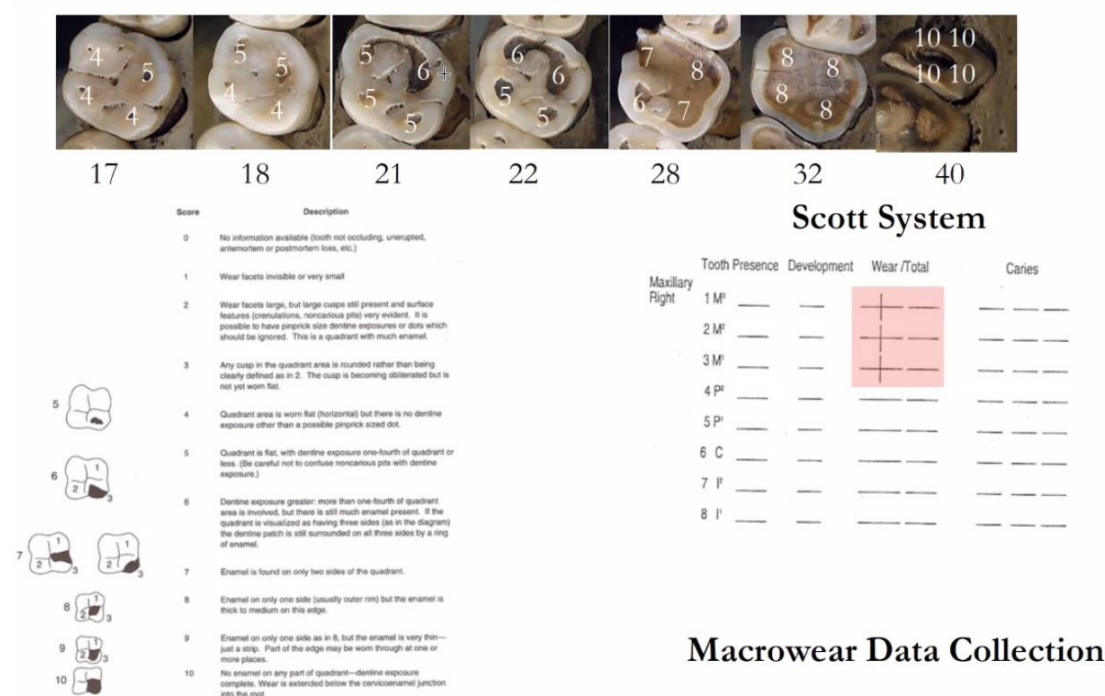 4 5 4 4
5 5 4 4
5 6 5 5
6 6 5 5
7 8 6 7
8 8 8 8
10 10 10 10
17 18 21 22 28 32 40
Scott System
Score Description
0 No information available (tooth not occluding, unerupted,
antemortem or postmortem loss, etc.)
1 Wear facets invisible or very small
2 Wear facets large, but large cusps still present and surface
features (crenulations, noncarious pits) very evident. It is
possible to have pinprick size dentine exposures or dots which
should be ignored. This is a quadrant with much enamel.
3 Any cusp in the quadrant area is rounded rather than being
clearly defined as in 2. The cusp is becoming obliterated but is
not yet worn flat.
4 Quadrant area is worn flat (horizontal) but there is no dentine
exposure other than a possible pinprick sized dot.
5 Quadrant is flat, with dentine exposure one-fourth of quadrant or
less. (Be careful not to confuse noncarious pits with dentine
exposure.)
6 Dentine exposure greater: more than one-fourth of quadrant
area is involved, but there is still much enamel present. If the
quadrant is visualized as having three sides (as in the diagram)
the dentine patch is still surrounded on all three sides by a ring
of enamel.
7 Enamel is found on only two sides of the quadrant.
8 Enamel on only one side (usually outer rim) but the enamel is
thick to medium on this edge.
9 Enamel on only one side as in 8, but the enamel is very thin—
just a strip. Part of the edge may be worn through at one or
more places.
10 No enamel on any part of quadrant—dentine exposure
complete. Wear is extended below the cervicoenamel junction
into the root.
5
6 1 2 3
7 1 2 3 1 2 3
8 1 2 3
9 1 2 3
10
Tooth Presence Development Wear /Total Caries
Maxillary
Right 1 M³
2 M²
3 M¹
4 P²
5 P¹
6 C
7 I²
8 I¹
Macrowear Data Collection